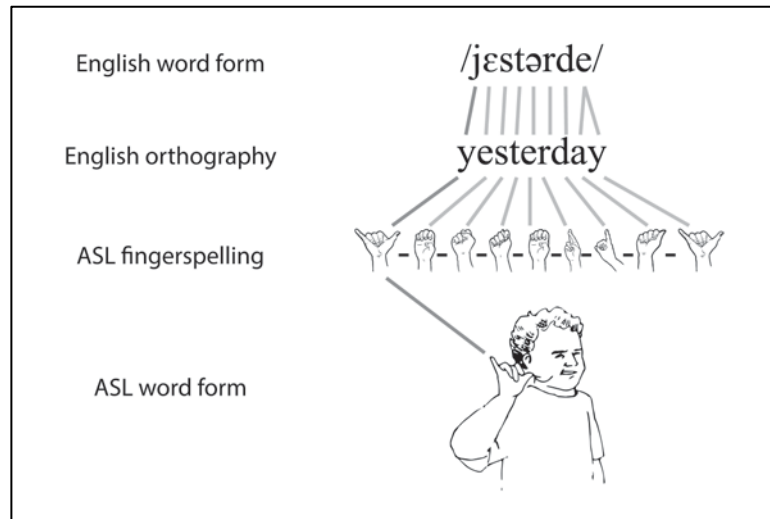 English word form
/jɛstərde/
English orthography
yesterday
ASL fingerspelling
ASL word form